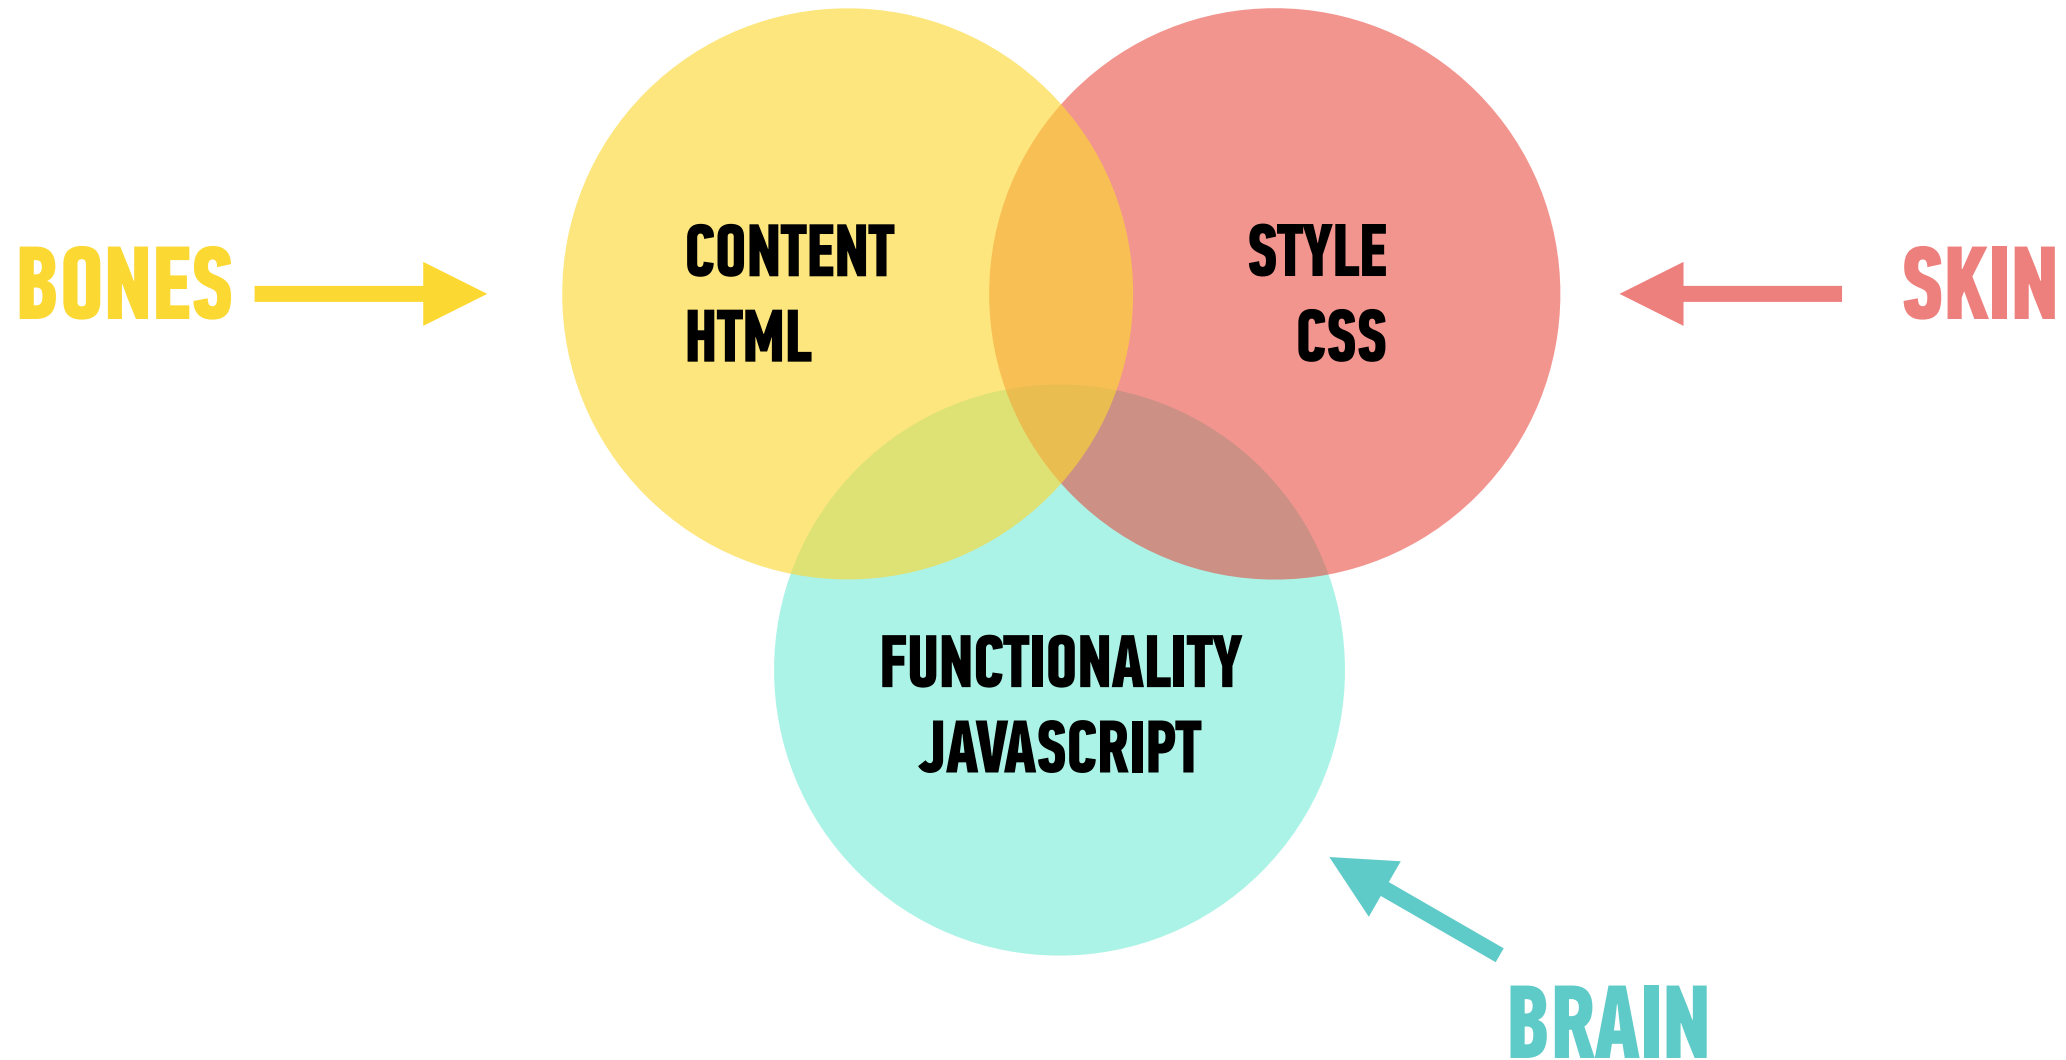 BONES
CONTENT
HTML
STYLE
CSS
SKIN
FUNCTIONALITY
JAVASCRIPT
BRAIN